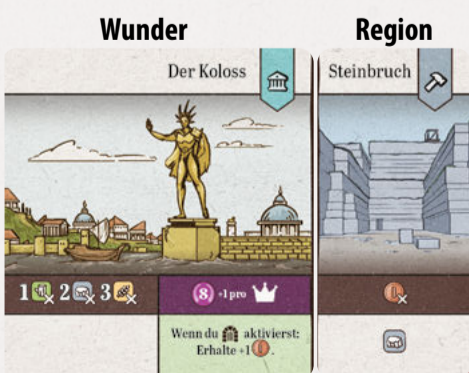 Wunder
Region
Der Koloss
Steinbruch
1 2 3
8 +1 pro
Wenn du aktivierst:
Erhalte +1 .